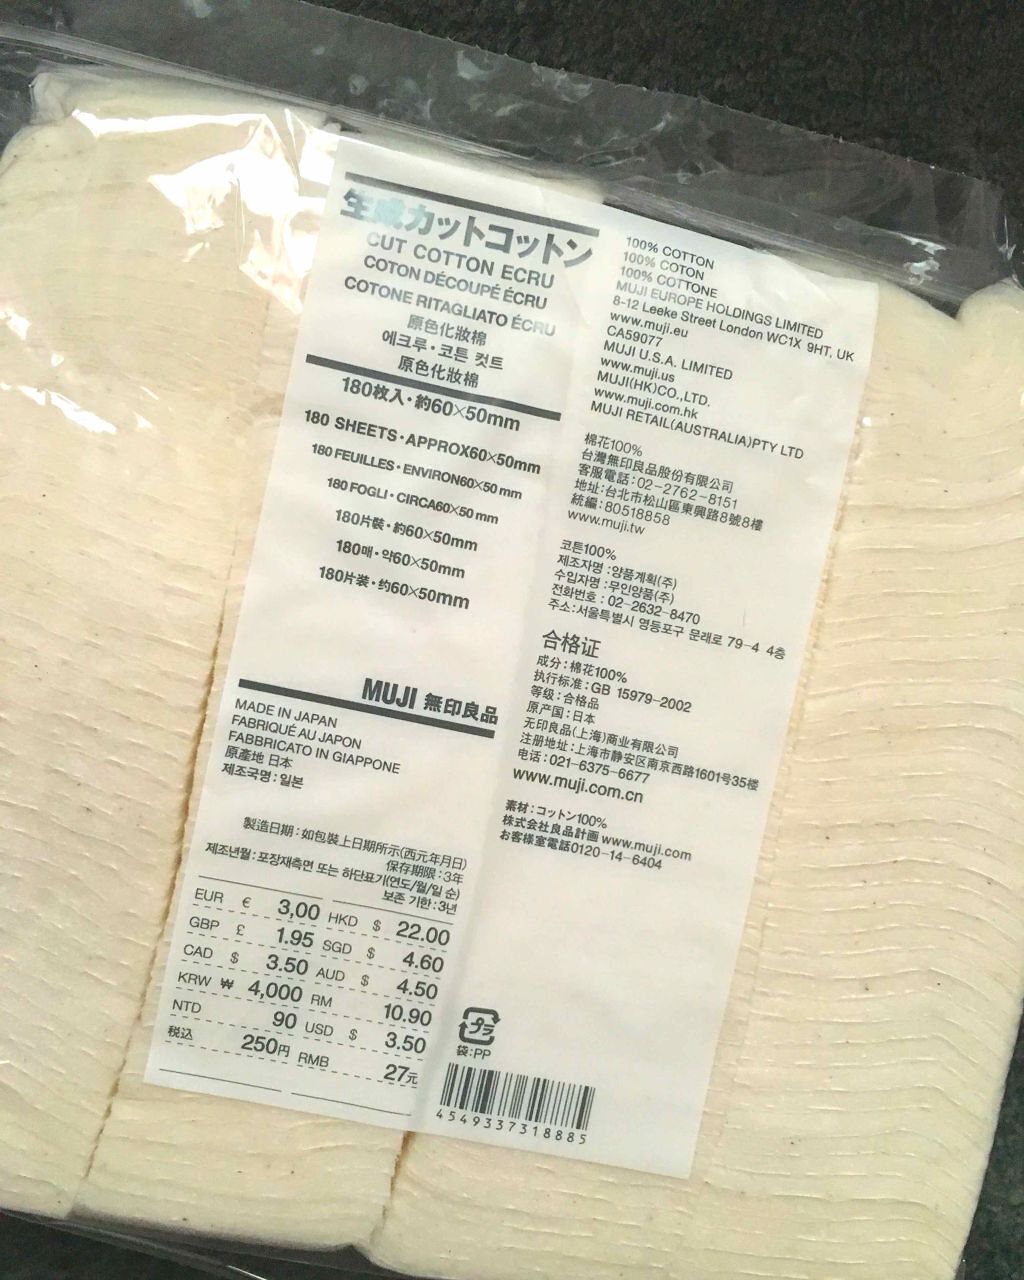 生成カットコットン
CUT COTTON ECRU
COTON DÉCOUPÉ ÉCRU
COTONE RITAGLIATO ÉCRU
原色化妝棉
에크루·코튼 컷트
原色化妝棉
180枚入·約60×50mm
180 SHEETS·APPROX60×50mm
180 FEUILLES·ENVIRON60×50mm
180 FOGLI·CIRCA60×50mm
180片裝·約60×50mm
180매·약60×50mm
180片装·约60×50mm
MUJI 無印良品
MADE IN JAPAN
FABRIQUÉ AU JAPON
FABBRICATO IN GIAPPONE
原產地 日本
제조국명:일본
製造日期:如包裝上日期所示(西元年月日)
保存期限:3年
제조년월:포장재측면 또는 하단표기(연도/월/일 순)
보존 기한:3년
EUR € 3,00 HKD $ 22.00
GBP £ 1.95 SGD $ 4.60
CAD $ 3.50 AUD $ 4.50
KRW ₩ 4,000 RM 10.90
NTD 90 USD $ 3.50
税込 250円 RMB 27元
100% COTTON
100% COTON
100% COTTONE
MUJI EUROPE HOLDINGS LIMITED
8-12 Leeke Street London WC1X 9HT, UK
www.muji.eu
CA59077
MUJI U.S.A. LIMITED
www.muji.us
MUJI(HK)CO.,LTD.
www.muji.com.hk
MUJI RETAIL(AUSTRALIA)PTY LTD
棉花100%
台灣無印良品股份有限公司
客服電話:02-2762-8151
地址:台北市松山區東興路8號8樓
統編:80518858
www.muji.tw
코튼100%
제조자명:양품계획(주)
수입자명:무인양품(주)
전화번호:02-2632-8470
주소:서울특별시 영등포구 문래로 79-4 4층
合格证
成分:棉花100%
执行标准:GB 15979-2002
等级:合格品
原产国:日本
无印良品(上海)商业有限公司
注册地址:上海市静安区南京西路1601号35楼
电话:021-6375-6677
www.muji.com.cn
素材:コットン100%
株式会社良品計画 www.muji.com
お客様室電話0120-14-6404
プラ
袋:PP
4549337318885